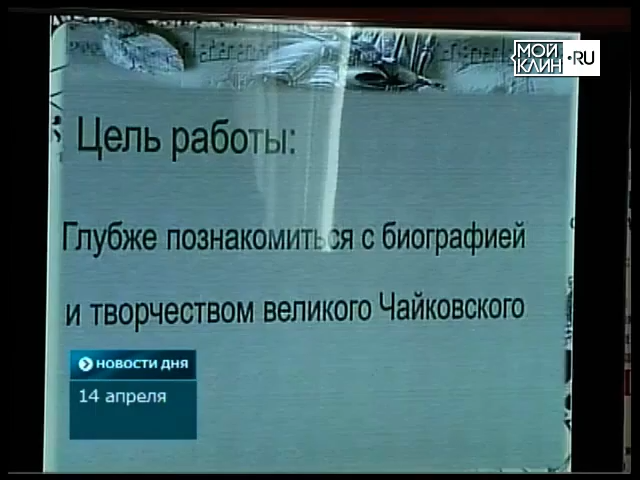 МОЙ
КЛИН.RU
Цель работы:
Глубже познакомиться с биографией
и творчеством великого Чайковского
НОВОСТИ ДНЯ
14 апреля